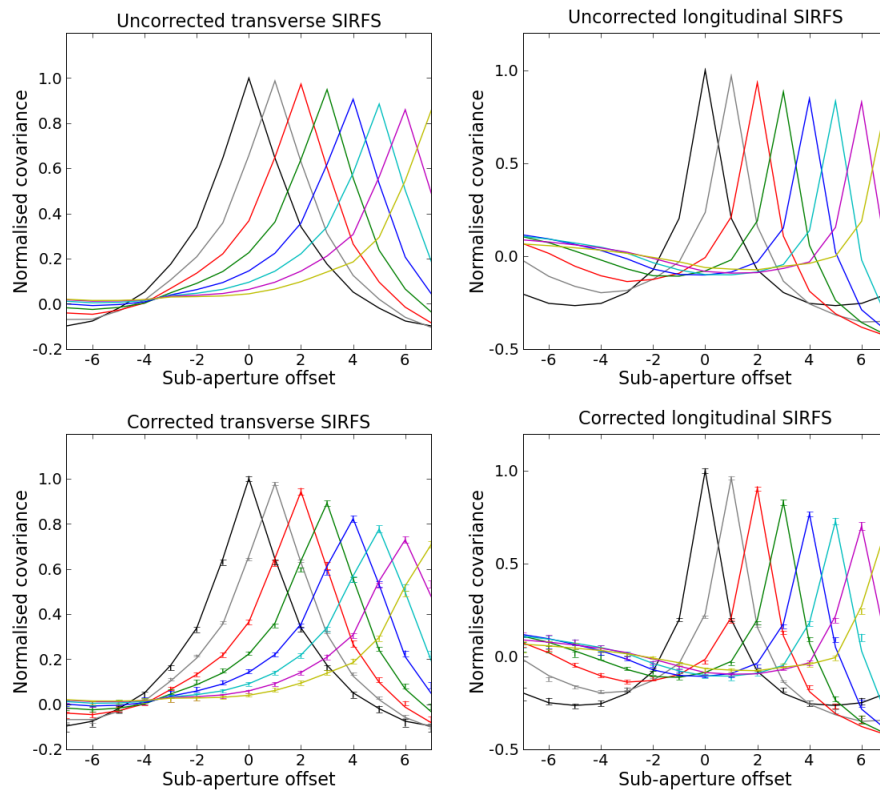 Uncorrected transverse SIRFS
Normalised covariance
1.0
0.8
0.6
0.4
0.2
0.0
-0.2
-6 -4 -2 0 2 4 6
Sub-aperture offset
Uncorrected longitudinal SIRFS
Normalised covariance
1.0
0.5
0.0
-0.5
-6 -4 -2 0 2 4 6
Sub-aperture offset
Corrected transverse SIRFS
Normalised covariance
1.0
0.8
0.6
0.4
0.2
0.0
-0.2
-6 -4 -2 0 2 4 6
Sub-aperture offset
Corrected longitudinal SIRFS
Normalised covariance
1.0
0.5
0.0
-0.5
-6 -4 -2 0 2 4 6
Sub-aperture offset